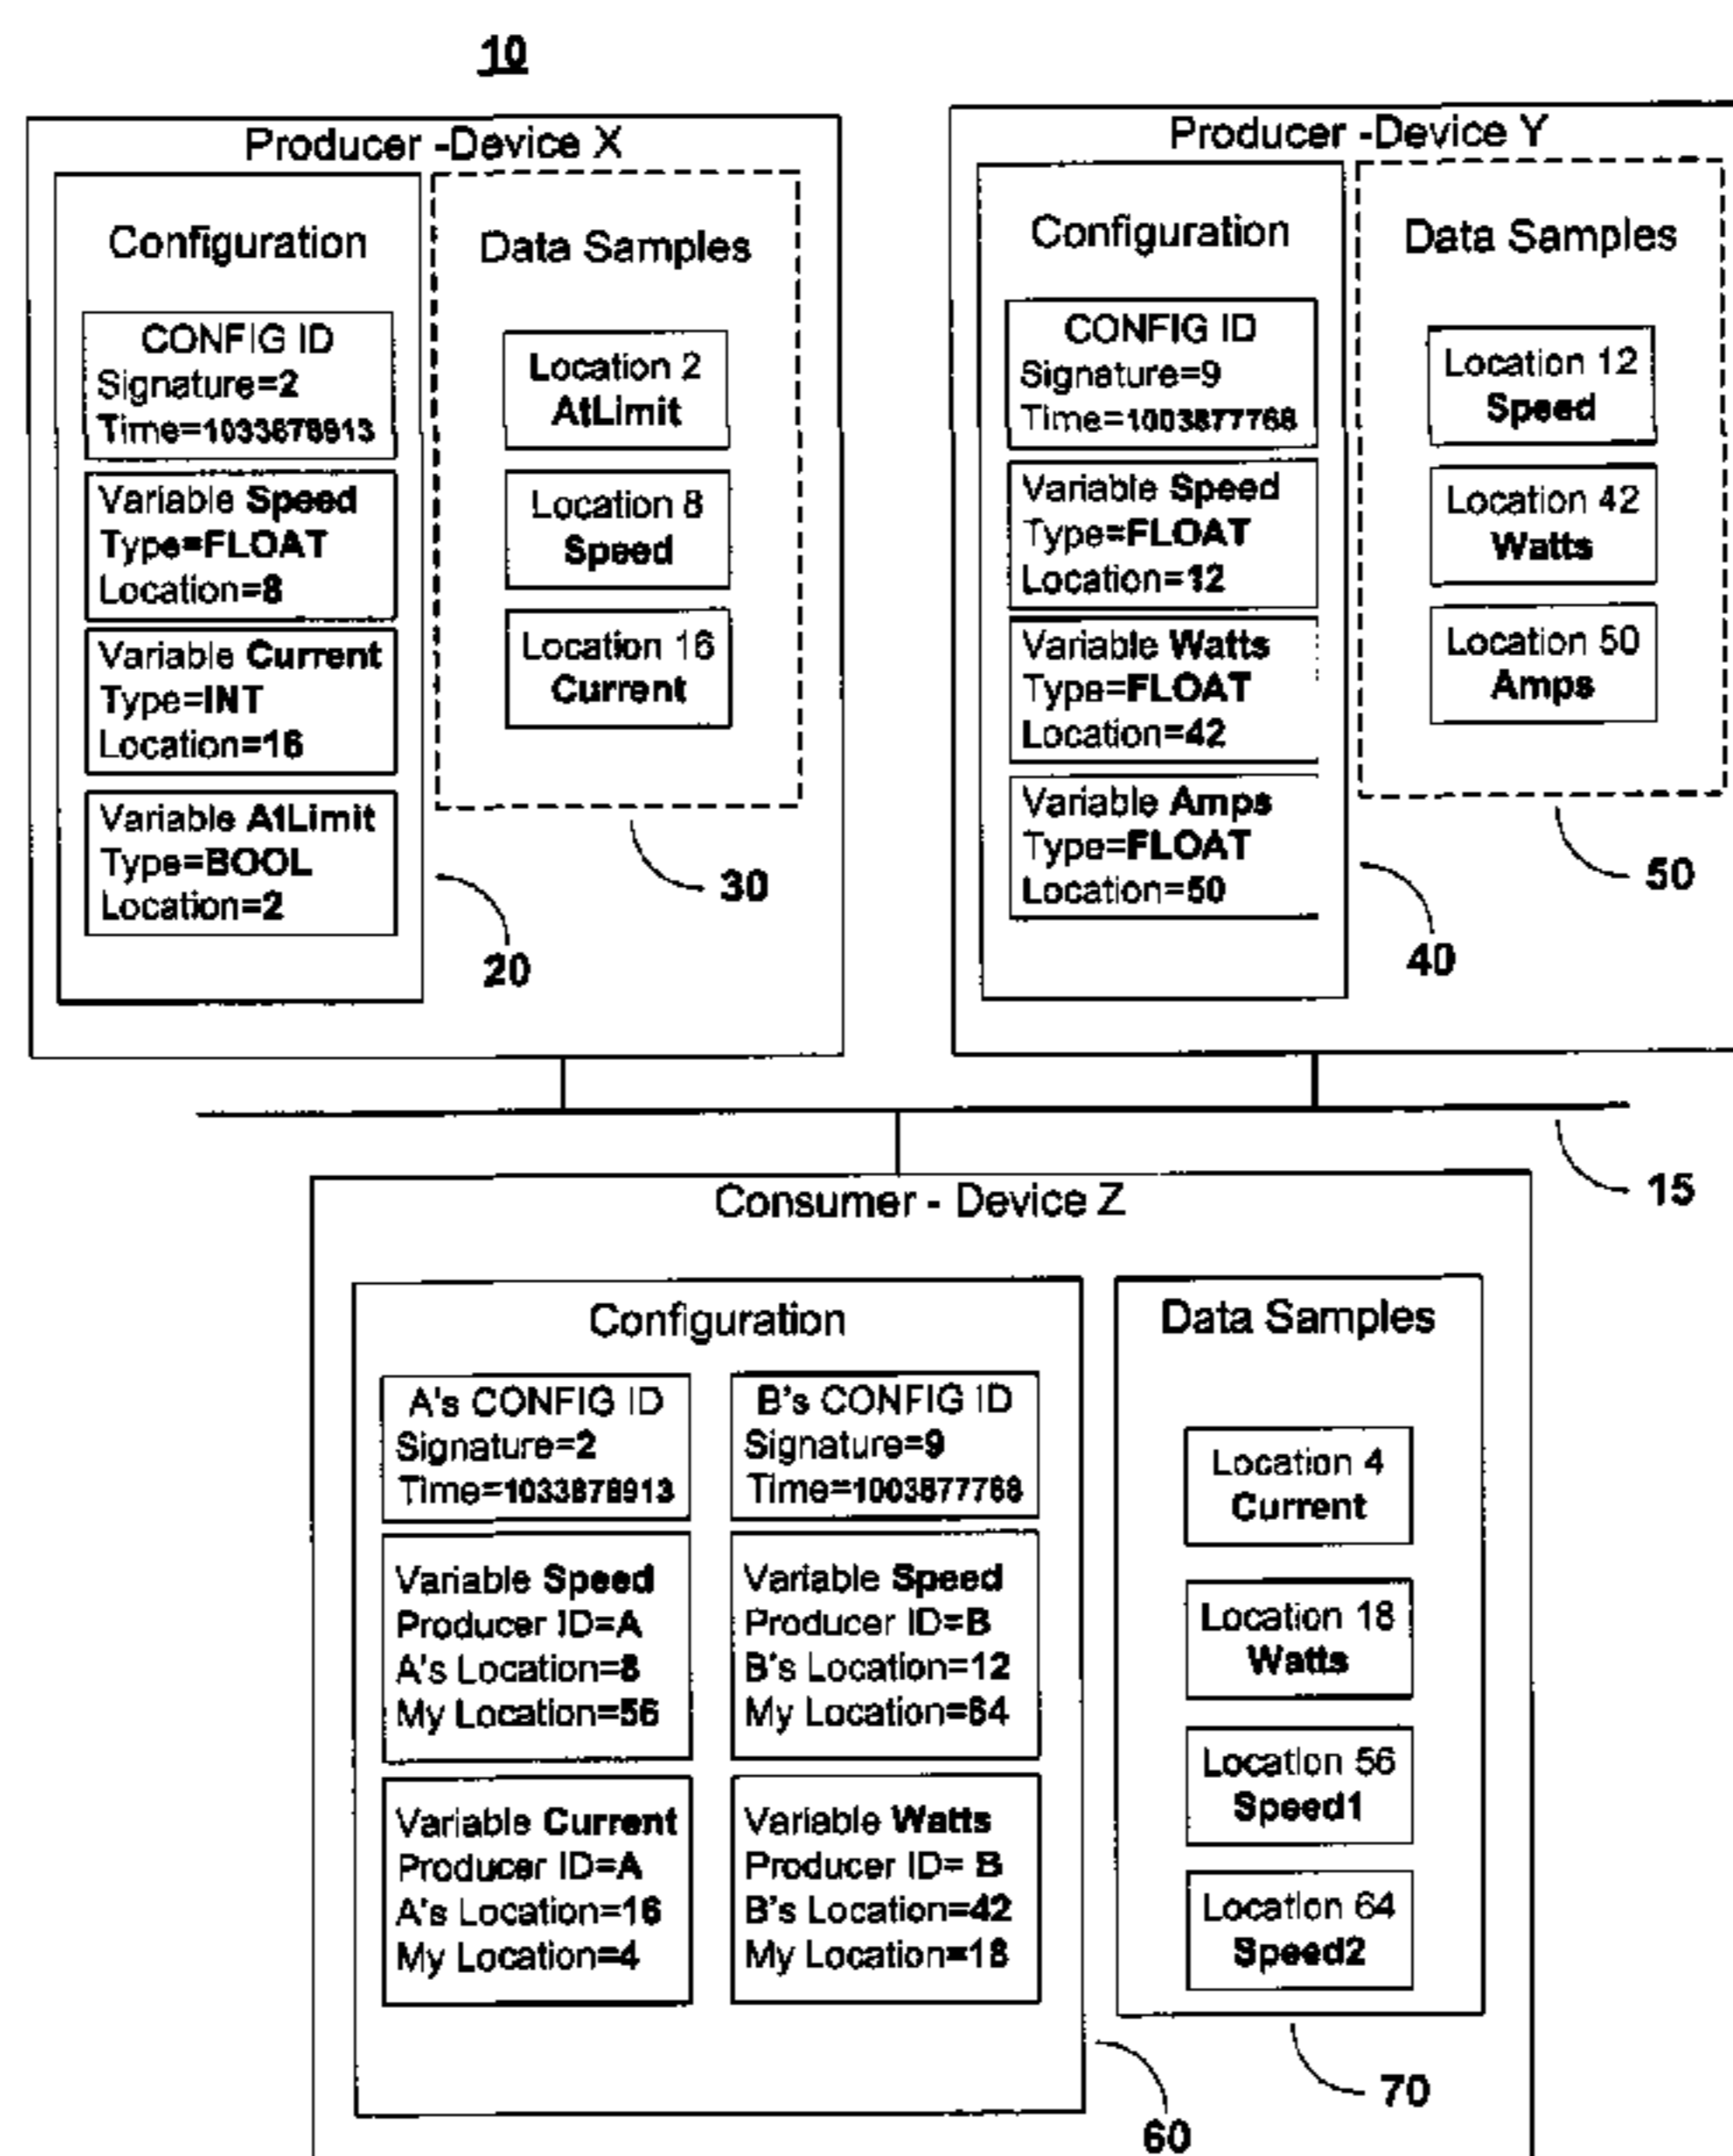 10
Producer -Device X
Configuration
CONFIG ID
Signature=2
Time=1033878913
Variable Speed
Type=FLOAT
Location=8
Variable Current
Type=INT
Location=16
Variable AtLimit
Type=BOOL
Location=2
20
Data Samples
Location 2
AtLimit
Location 8
Speed
Location 16
Current
30
Producer -Device Y
Configuration
CONFIG ID
Signature=9
Time=1003877768
Variable Speed
Type=FLOAT
Location=12
Variable Watts
Type=FLOAT
Location=42
Variable Amps
Type=FLOAT
Location=50
40
Data Samples
Location 12
Speed
Location 42
Watts
Location 50
Amps
50
15
Consumer - Device Z
Configuration
A's CONFIG ID
Signature=2
Time=1033878913
Variable Speed
Producer ID=A
A's Location=8
My Location=56
Variable Current
Producer ID=A
A's Location=16
My Location=4
B's CONFIG ID
Signature=9
Time=1003877768
Variable Speed
Producer ID=B
B's Location=12
My Location=64
Variable Watts
Producer ID= B
B's Location=42
My Location=18
60
Data Samples
Location 4
Current
Location 18
Watts
Location 56
Speed1
Location 64
Speed2
70